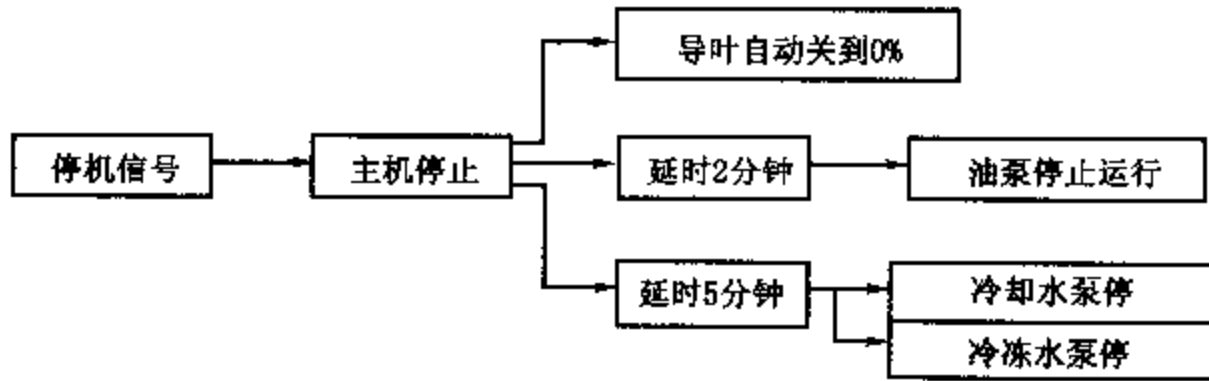 导叶自动关到0%
停机信号
主机停止
延时2分钟
油泵停止运行
延时5分钟
冷却水泵停
冷冻水泵停